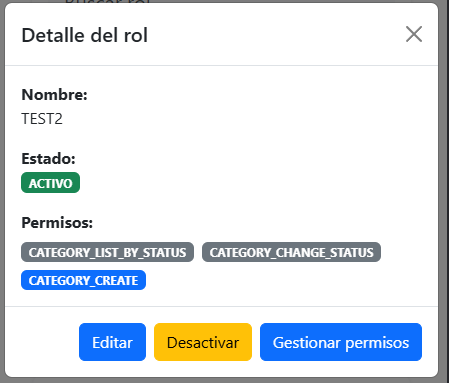 Detalle del rol
Nombre:
TEST2
Estado:
ACTIVO
Permisos:
CATEGORY_LIST_BY_STATUS CATEGORY_CHANGE_STATUS
CATEGORY_CREATE
Editar Desactivar Gestionar permisos